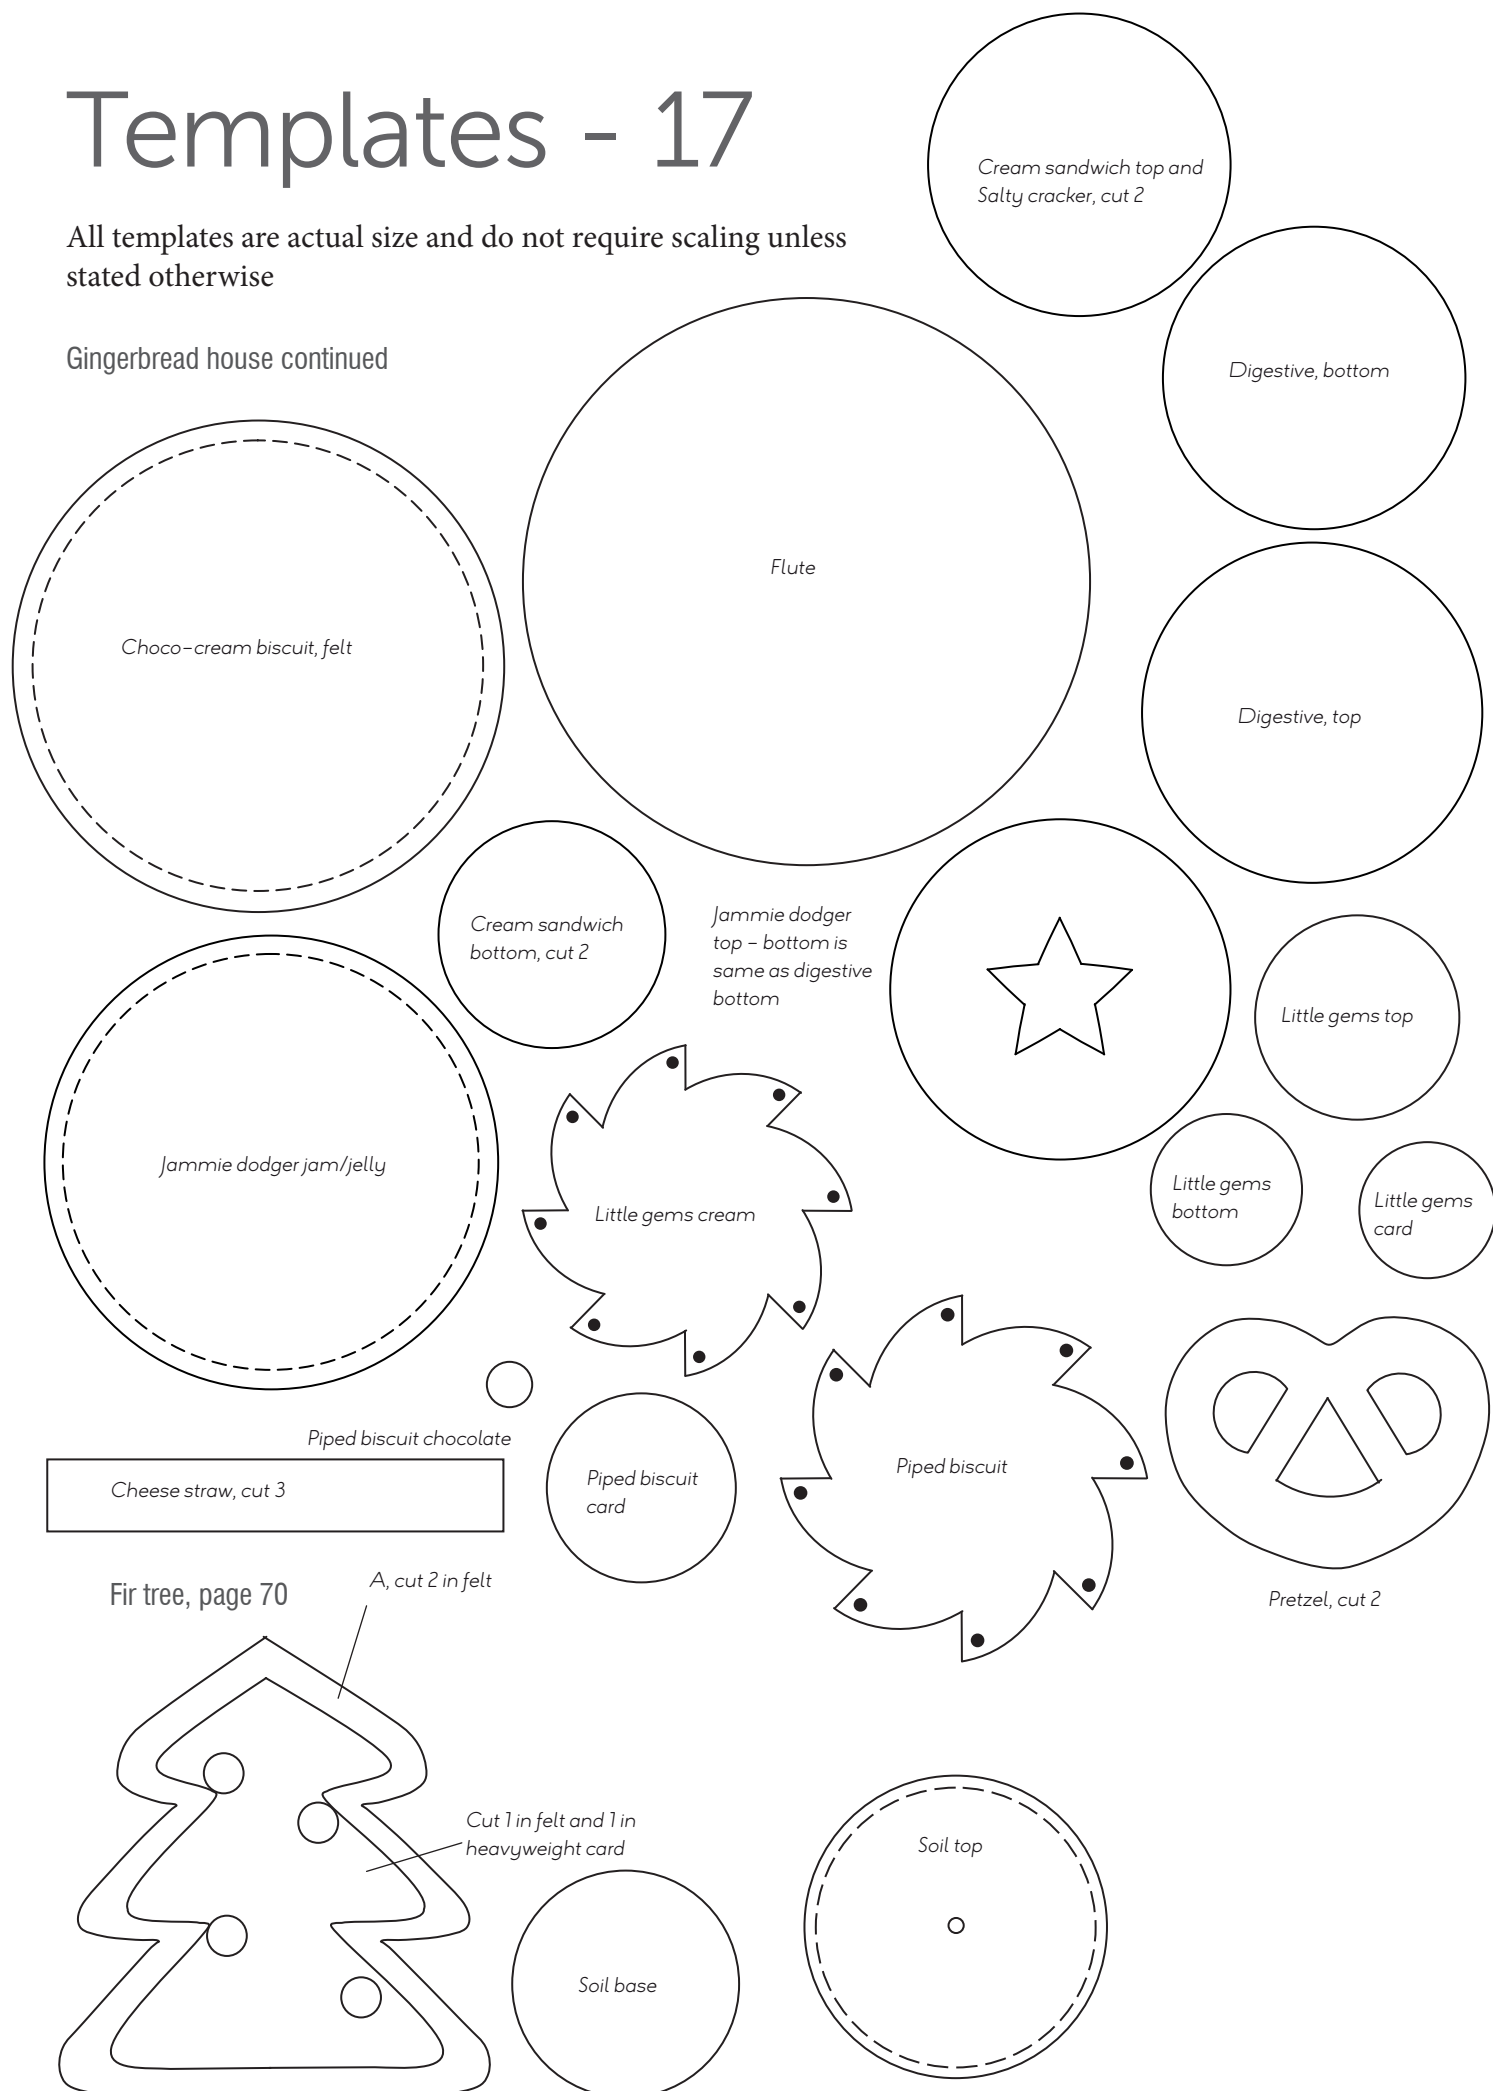 Templates - 17
All templates are actual size and do not require scaling unless
stated otherwise
Gingerbread house continued
Cream sandwich top and
Salty cracker, cut 2
Digestive, bottom
Flute
Choco-cream biscuit, felt
Digestive, top
Cream sandwich
bottom, cut 2
Jammie dodger
top - bottom is
same as digestive
bottom
Little gems top
Jammie dodger jam/jelly
Little gems cream
Little gems
bottom
Little gems
card
Piped biscuit chocolate
Cheese straw, cut 3
Piped biscuit
card
Piped biscuit
Pretzel, cut 2
Fir tree, page 70
A, cut 2 in felt
Cut 1 in felt and 1 in
heavyweight card
Soil top
Soil base